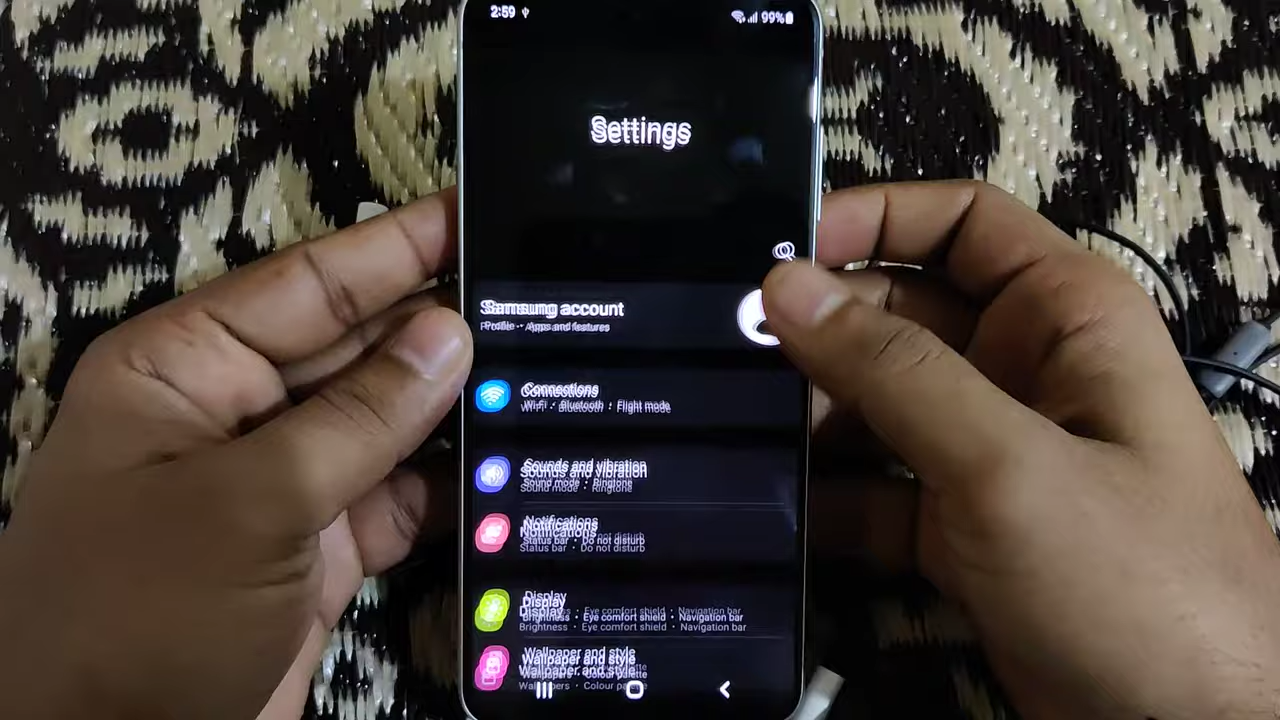 2:59
99%
Settings
Samsung account
Profile • Apps and features
Connections
Wi-Fi • Bluetooth • Flight mode
Sounds and vibration
Sound mode • Ringtone
Notifications
Status bar • Do not disturb
Display
Brightness • Eye comfort shield • Navigation bar
Wallpaper and style
Wallpapers • Colour palette